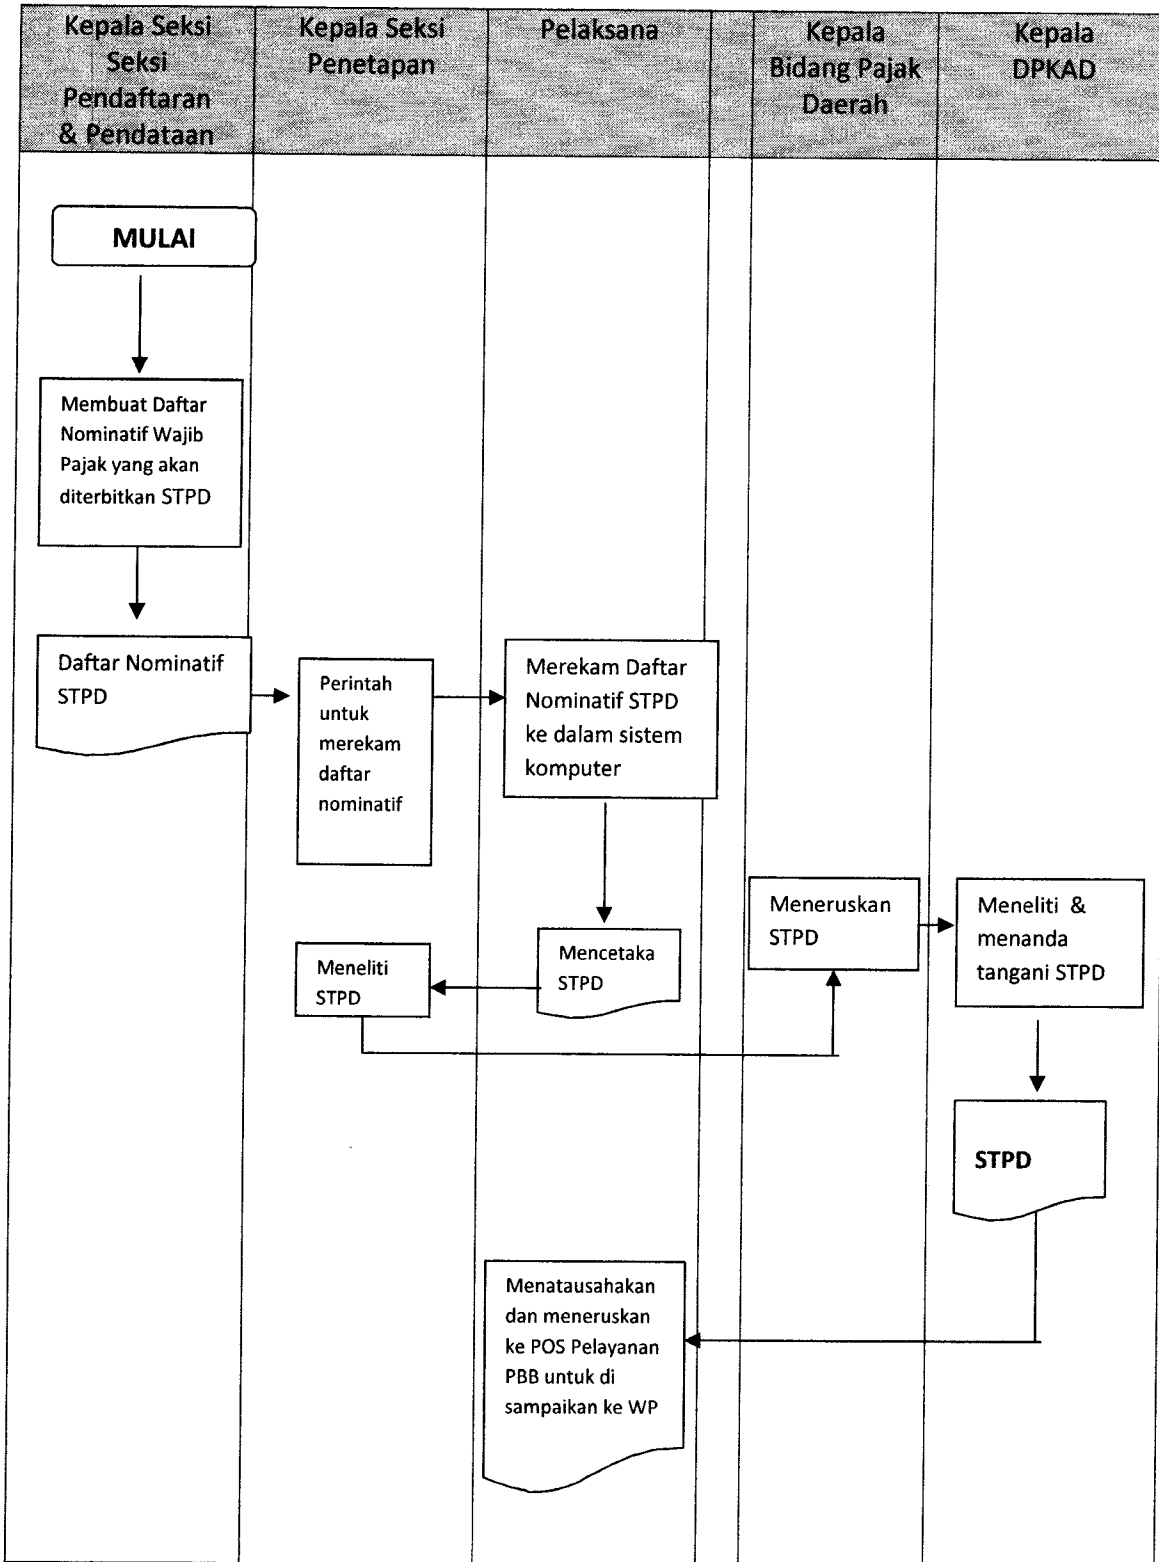 Kepala Seksi
Seksi
Pendaftaran
& Pendataan
Kepala Seksi
Penetapan
Pelaksana
Kepala
Bidang Pajak
Daerah
Kepala
DPKAD
MULAI
Membuat Daftar
Nominatif Wajib
Pajak yang akan
diterbitkan STPD
Daftar Nominatif
STPD
Perintah
untuk
merekam
daftar
nominatif
Merekam Daftar
Nominatif STPD
ke dalam sistem
komputer
Mencetaka
STPD
Meneliti
STPD
Meneruskan
STPD
Meneliti &
menanda
tangani STPD
STPD
Menatausahakan
dan meneruskan
ke POS Pelayanan
PBB untuk di
sampaikan ke WP